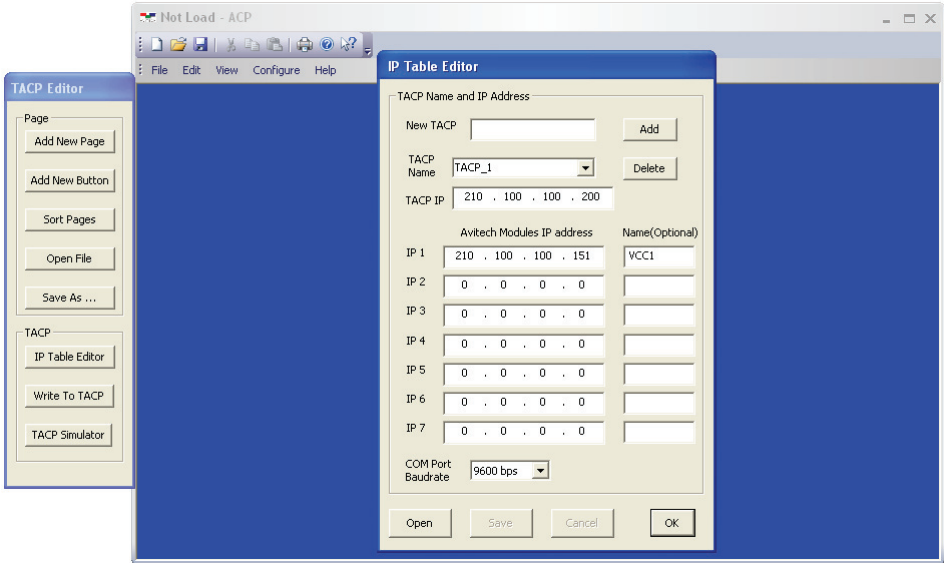 Not Load - ACP
File Edit View Configure Help
TACP Editor
Page
Add New Page
Add New Button
Sort Pages
Open File
Save As ...
TACP
IP Table Editor
Write To TACP
TACP Simulator
IP Table Editor
TACP Name and IP Address
New TACP Add
TACP Name TACP_1 Delete
TACP IP 210 . 100 . 100 . 200
Avitech Modules IP address Name(Optional)
IP 1 210 . 100 . 100 . 151 VCC1
IP 2 0 . 0 . 0 . 0
IP 3 0 . 0 . 0 . 0
IP 4 0 . 0 . 0 . 0
IP 5 0 . 0 . 0 . 0
IP 6 0 . 0 . 0 . 0
IP 7 0 . 0 . 0 . 0
COM Port Baudrate 9600 bps
Open Save Cancel OK